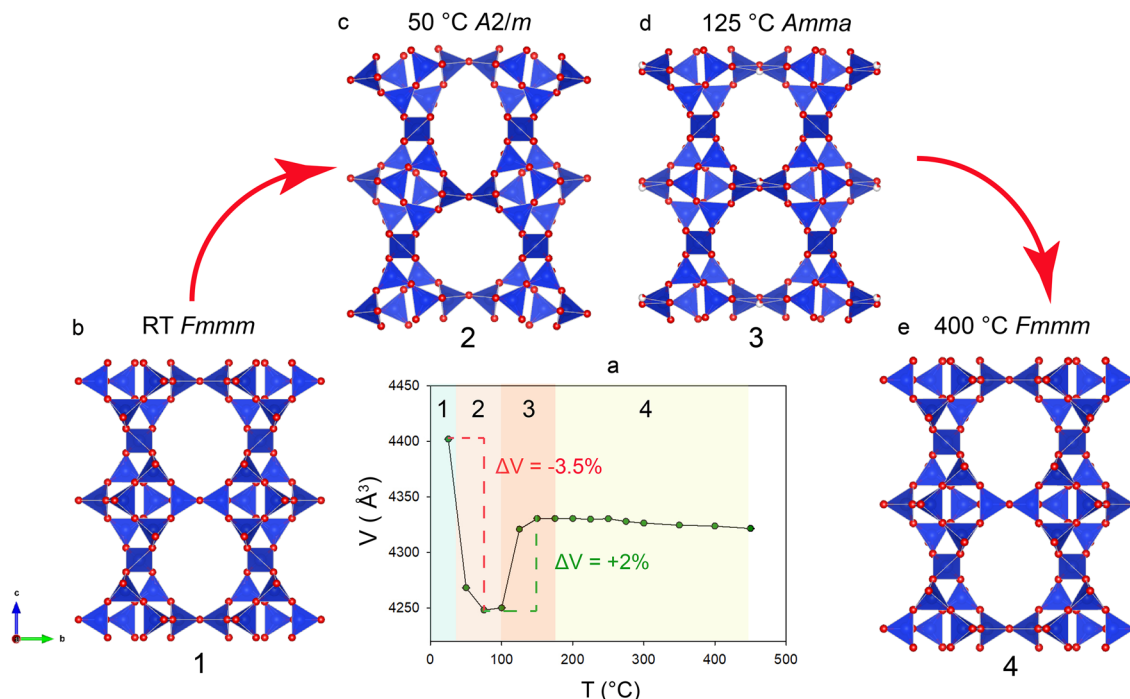 c 50 °C A2/m
d 125 °C Amma
2
3
b RT Fmmm
e 400 °C Fmmm
c
b
1
4
a
4450
4400
4350
4300
4250
V ( Å³)
1 2 3 4
ΔV = -3.5%
ΔV = +2%
0 100 200 300 400 500
T (°C)